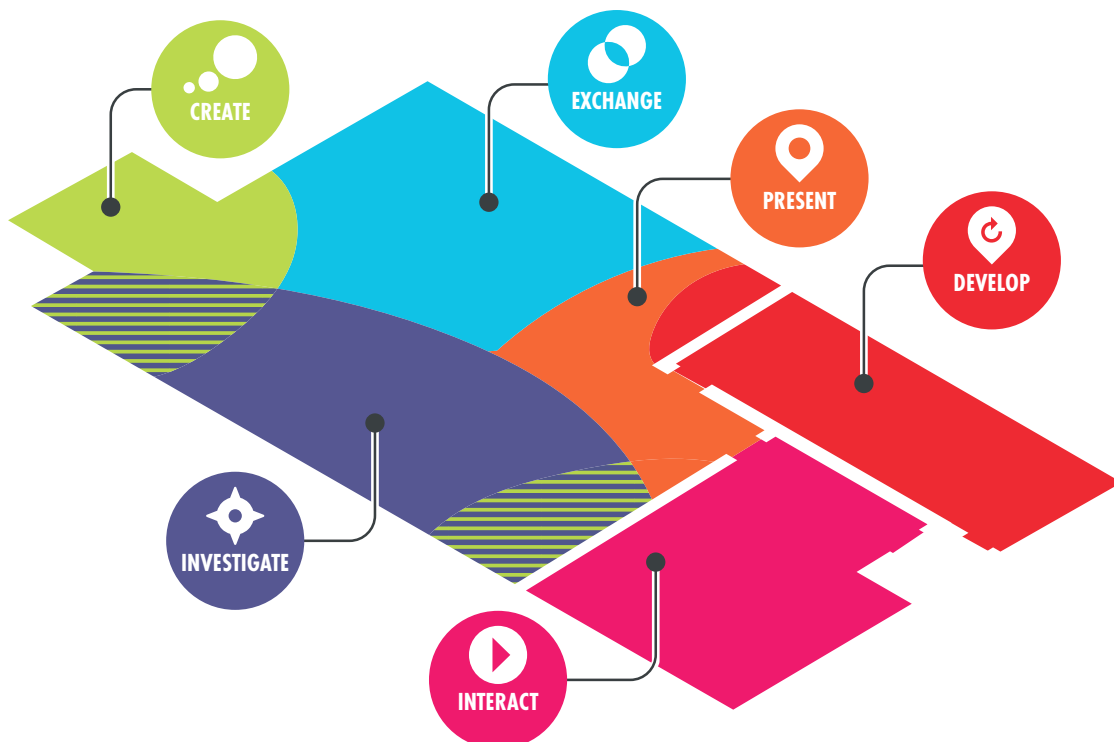 CREATE
EXCHANGE
PRESENT
DEVELOP
INVESTIGATE
INTERACT